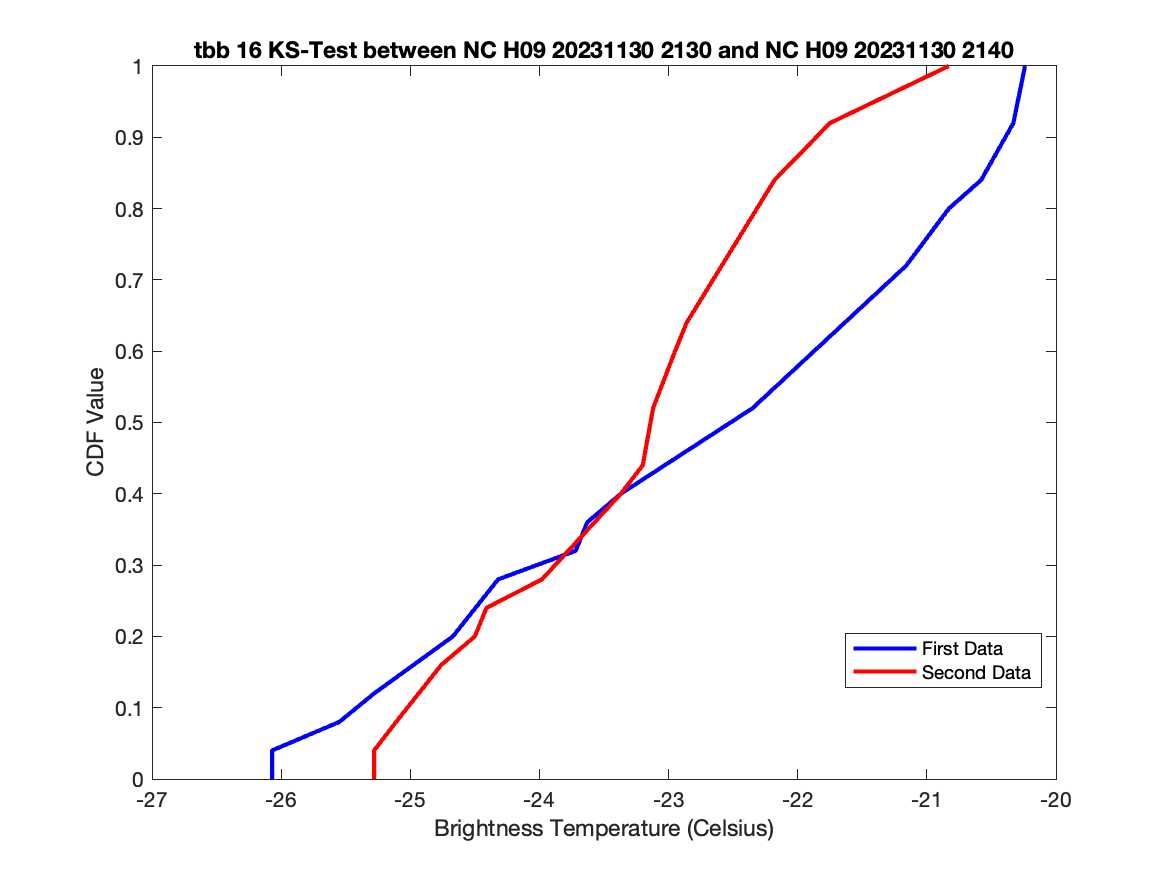 tbb 16 KS-Test between NC H09 20231130 2130 and NC H09 20231130 2140
1
0.9
0.8
0.7
0.6
0.5
0.4
0.3
0.2
0.1
0
CDF Value
First Data
Second Data
-27 -26 -25 -24 -23 -22 -21 -20
Brightness Temperature (Celsius)